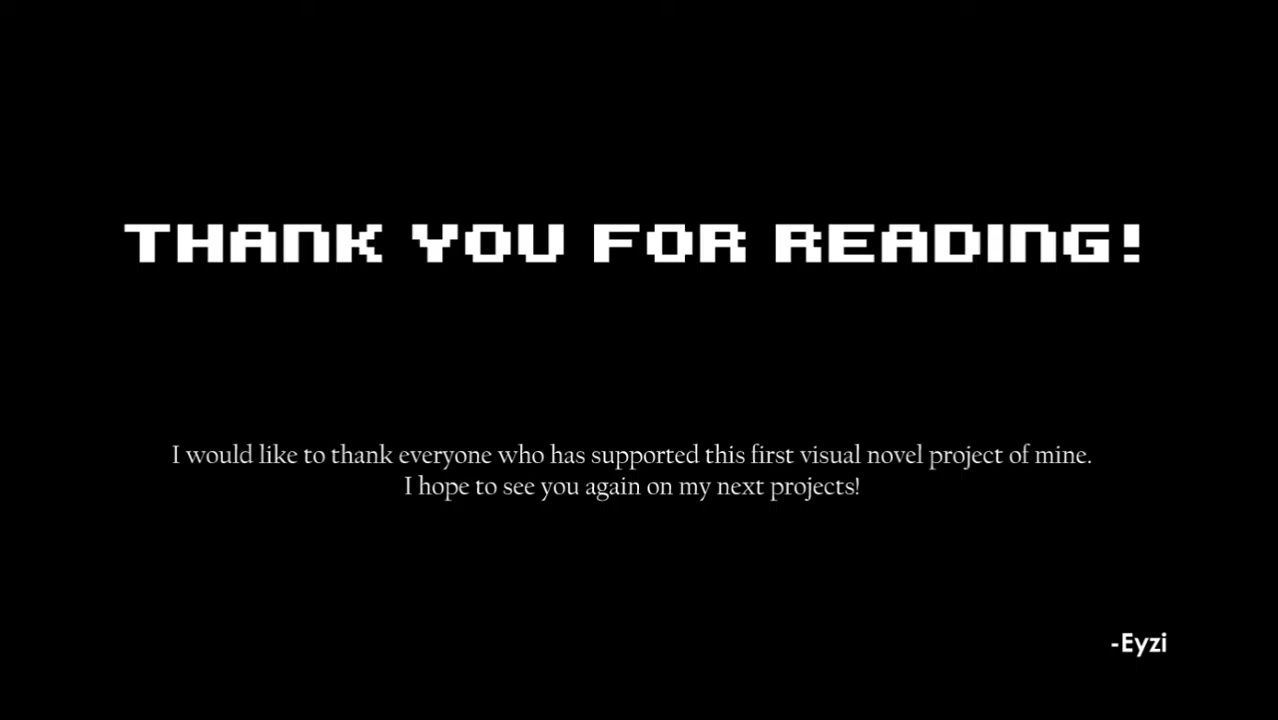 THANK YOU FOR READING!
I would like to thank everyone who has supported this first visual novel project of mine.
I hope to see you again on my next projects!
-Eyzi